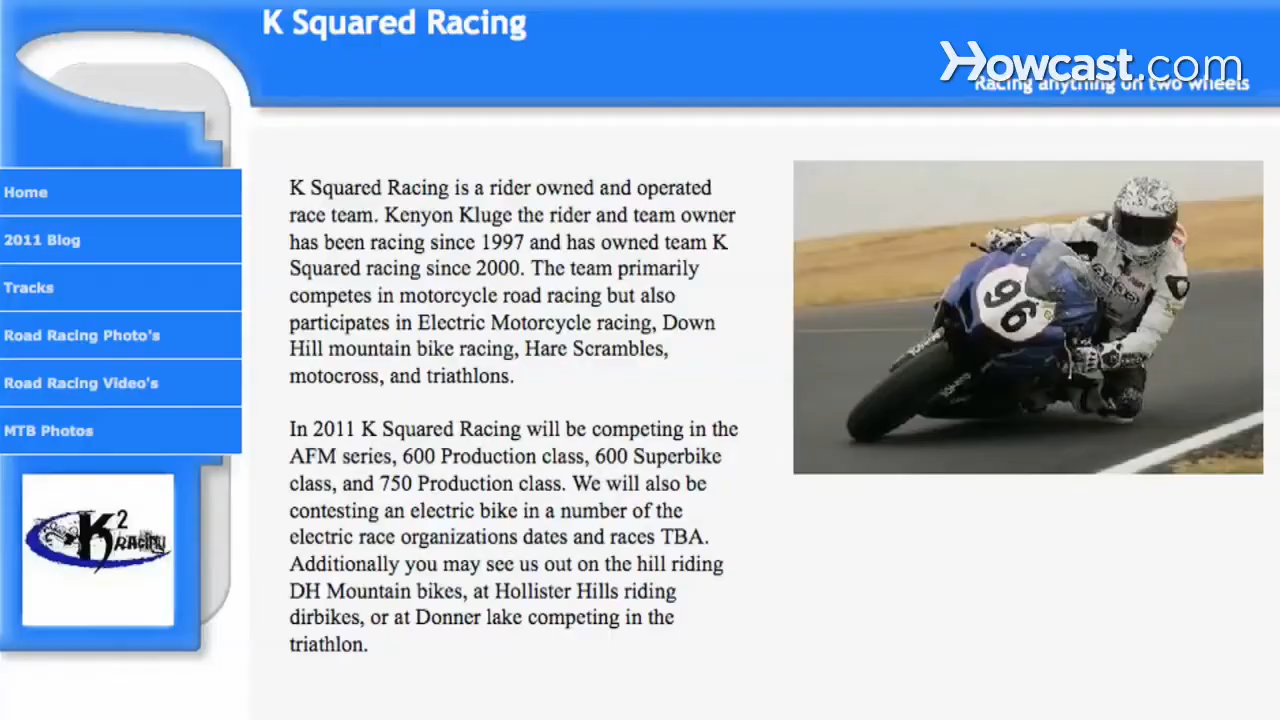 K Squared Racing
Howcast.com
Racing anything on two wheels
Home
2011 Blog
Tracks
Road Racing Photo's
Road Racing Video's
MTB Photos
K2 RACING
K Squared Racing is a rider owned and operated
race team. Kenyon Kluge the rider and team owner
has been racing since 1997 and has owned team K
Squared racing since 2000. The team primarily
competes in motorcycle road racing but also
participates in Electric Motorcycle racing, Down
Hill mountain bike racing, Hare Scrambles,
motocross, and triathlons.
In 2011 K Squared Racing will be competing in the
AFM series, 600 Production class, 600 Superbike
class, and 750 Production class. We will also be
contesting an electric bike in a number of the
electric race organizations dates and races TBA.
Additionally you may see us out on the hill riding
DH Mountain bikes, at Hollister Hills riding
dirbikes, or at Donner lake competing in the
triathlon.
96